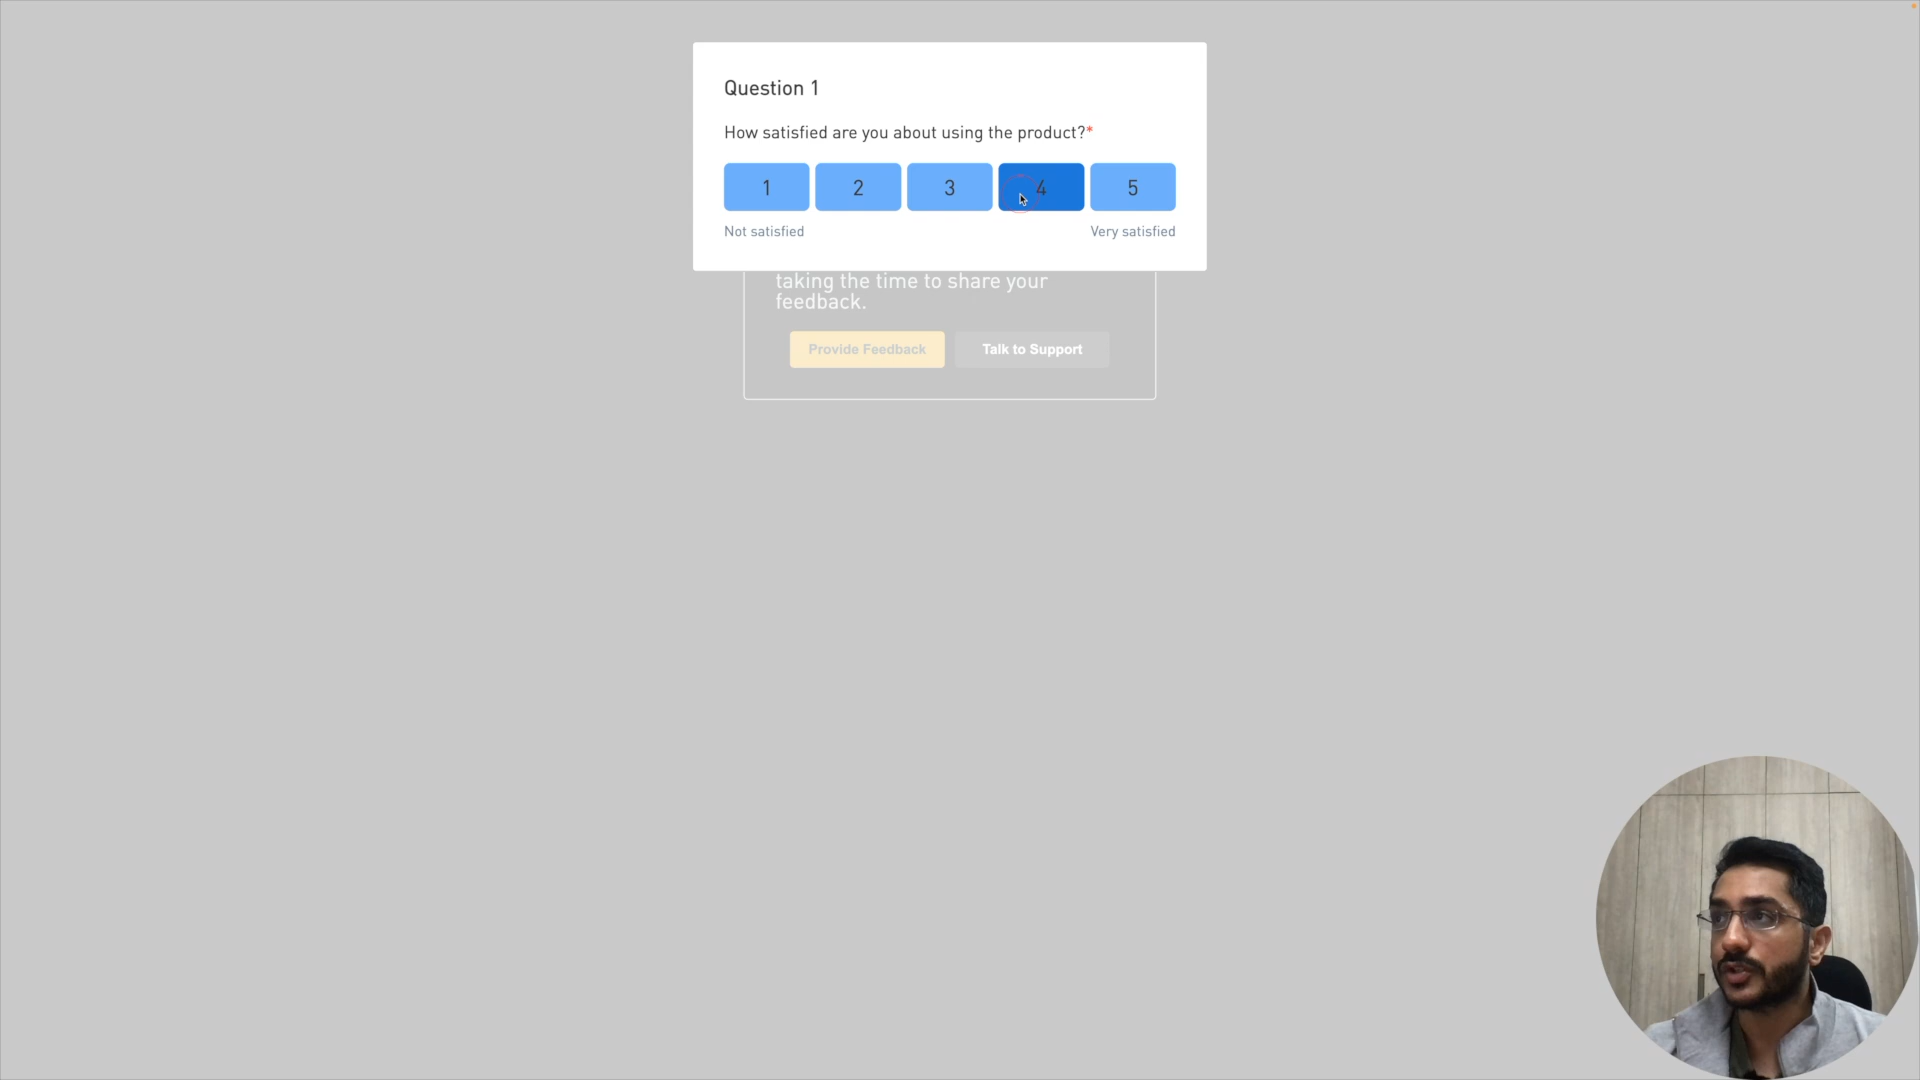 Question 1
How satisfied are you about using the product?*
1 2 3 4 5
Not satisfied Very satisfied
taking the time to share your
feedback.
Provide Feedback Talk to Support